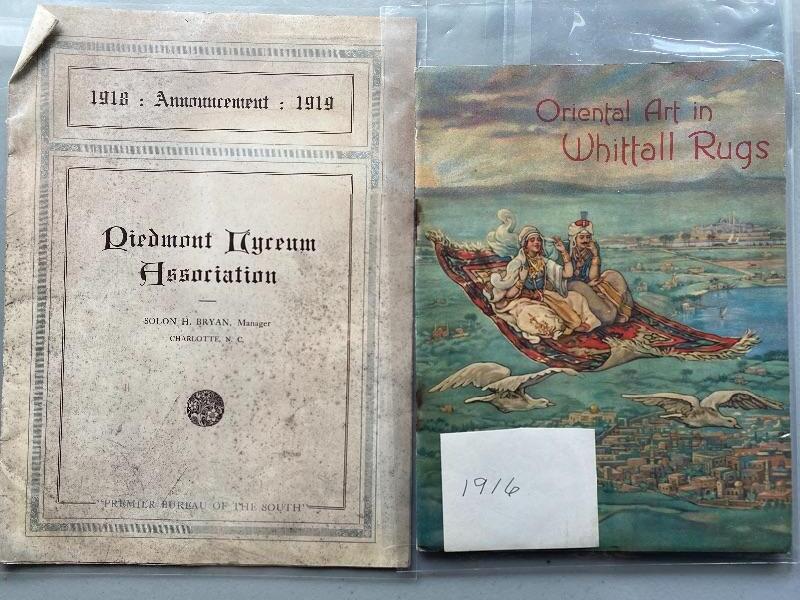 1918 : Announcement : 1919
Piedmont Lyceum
Association
SOLON H. BRYAN, Manager
CHARLOTTE, N. C.
"PREMIER BUREAU OF THE SOUTH"
Oriental Art in
Whittall Rugs
1916